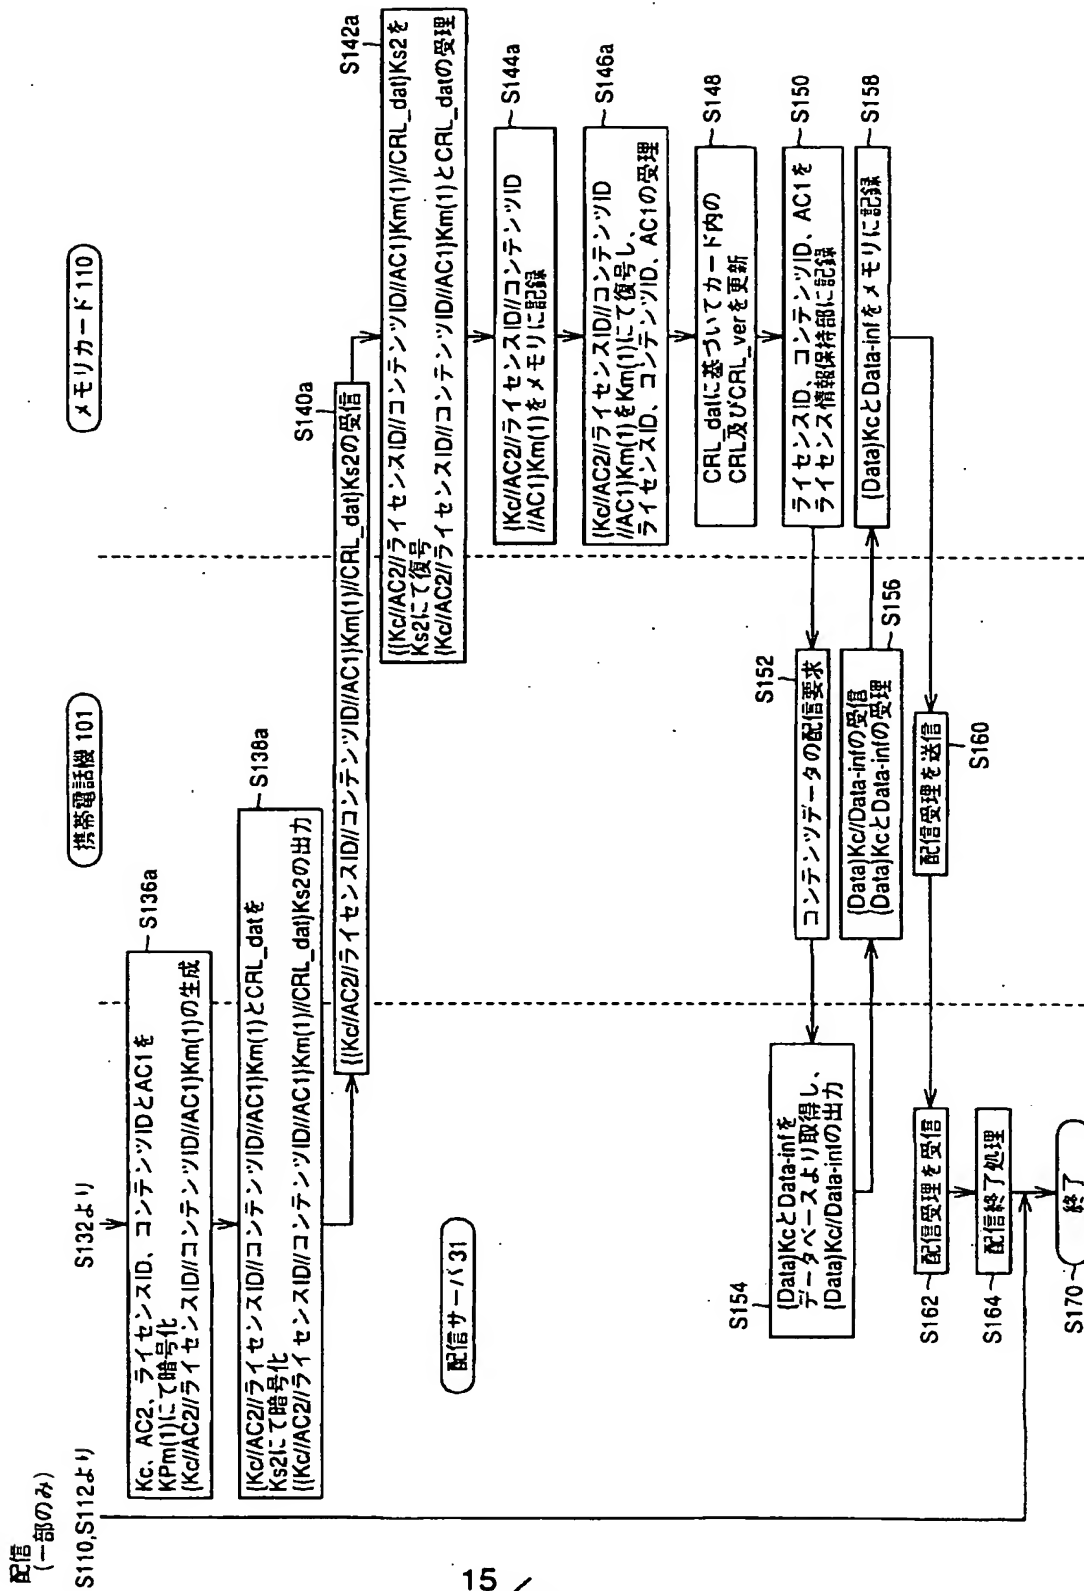 配信
(一部のみ)
S110,S112より
S132より
配信サーバ 31
携帯電話機 101
メモリカード 110
S136a
Kc、AC2、ライセンスID、コンテンツIDとAC1を
KPm(1)にて暗号化
{Kc//AC2//ライセンスID//コンテンツID//AC1}Km(1)の生成
S138a
{Kc//AC2//ライセンスID//コンテンツID//AC1}Km(1)とCRL_datを
Ks2にて暗号化
{{Kc//AC2//ライセンスID//コンテンツID//AC1}Km(1)//CRL_dat}Ks2の出力
S140a
{{Kc//AC2//ライセンスID//コンテンツID//AC1}Km(1)//CRL_dat}Ks2の受信
S142a
{{Kc//AC2//ライセンスID//コンテンツID//AC1}Km(1)//CRL_dat}Ks2を
Ks2にて復号
{Kc//AC2//ライセンスID//コンテンツID//AC1}Km(1)とCRL_datの受理
S144a
{Kc//AC2//ライセンスID//コンテンツID
//AC1}Km(1)をメモリに記録
S146a
{Kc//AC2//ライセンスID//コンテンツID
//AC1}Km(1)をKm(1)にて復号し、
ライセンスID、コンテンツID、AC1の受理
S148
CRL_datに基づいてカード内の
CRL及びCRL_verを更新
S150
ライセンスID、コンテンツID、AC1を
ライセンス情報保持部に記録
S152
コンテンツデータの配信要求
S154
{Data}KcとData-infを
データベースより取得し、
{Data}Kc//Data-infの出力
S156
{Data}Kc//Data-infの受信
{Data}KcとData-infの受理
S158
{Data}KcとData-infをメモリに記録
S160
配信受理を送信
S162
配信受理を受信
S164
配信終了処理
S170
終了
15